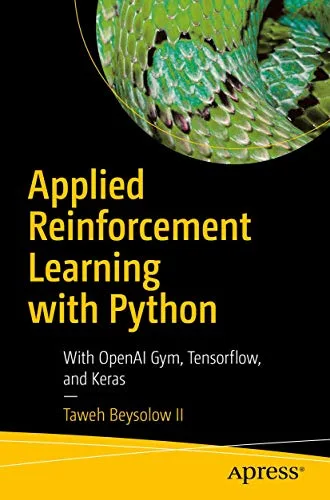 Applied
Reinforcement
Learning
with Python
With OpenAI Gym, Tensorflow,
and Keras
—
Taweh Beysolow II
Apress®